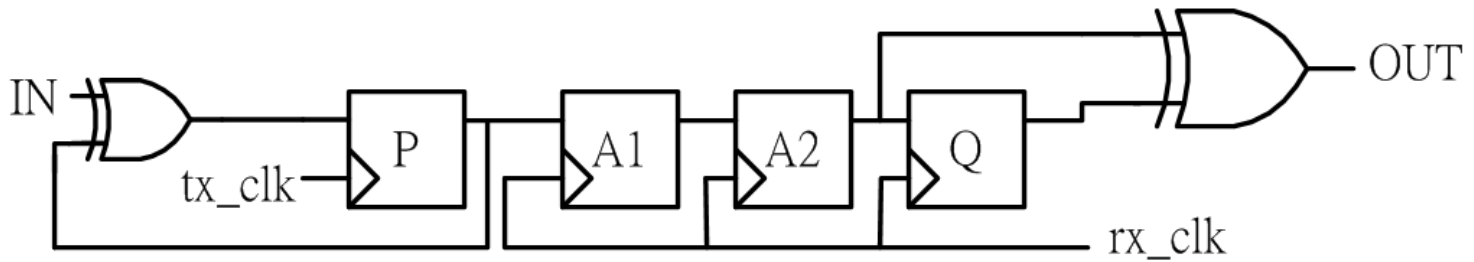 IN
P
A1
A2
Q
OUT
tx_clk
rx_clk